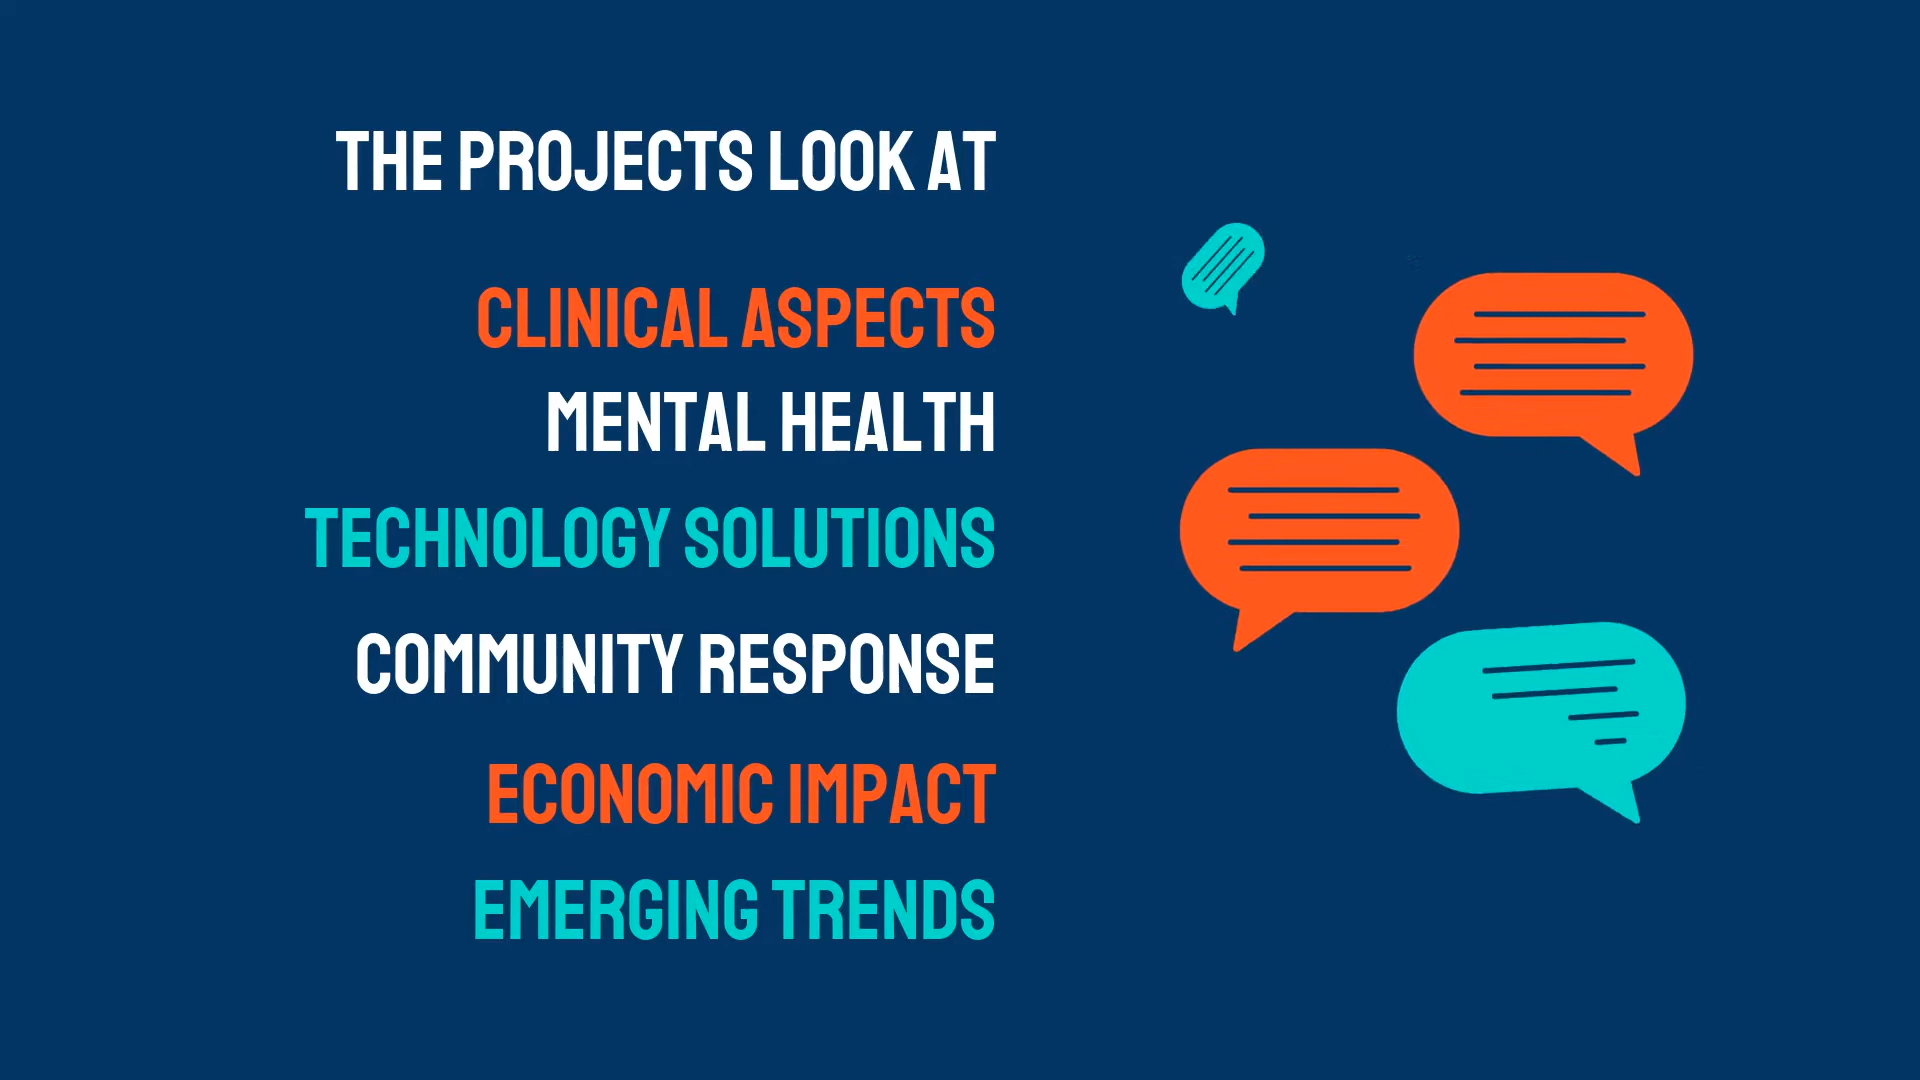 THE PROJECTS LOOK AT
CLINICAL ASPECTS
MENTAL HEALTH
TECHNOLOGY SOLUTIONS
COMMUNITY RESPONSE
ECONOMIC IMPACT
EMERGING TRENDS